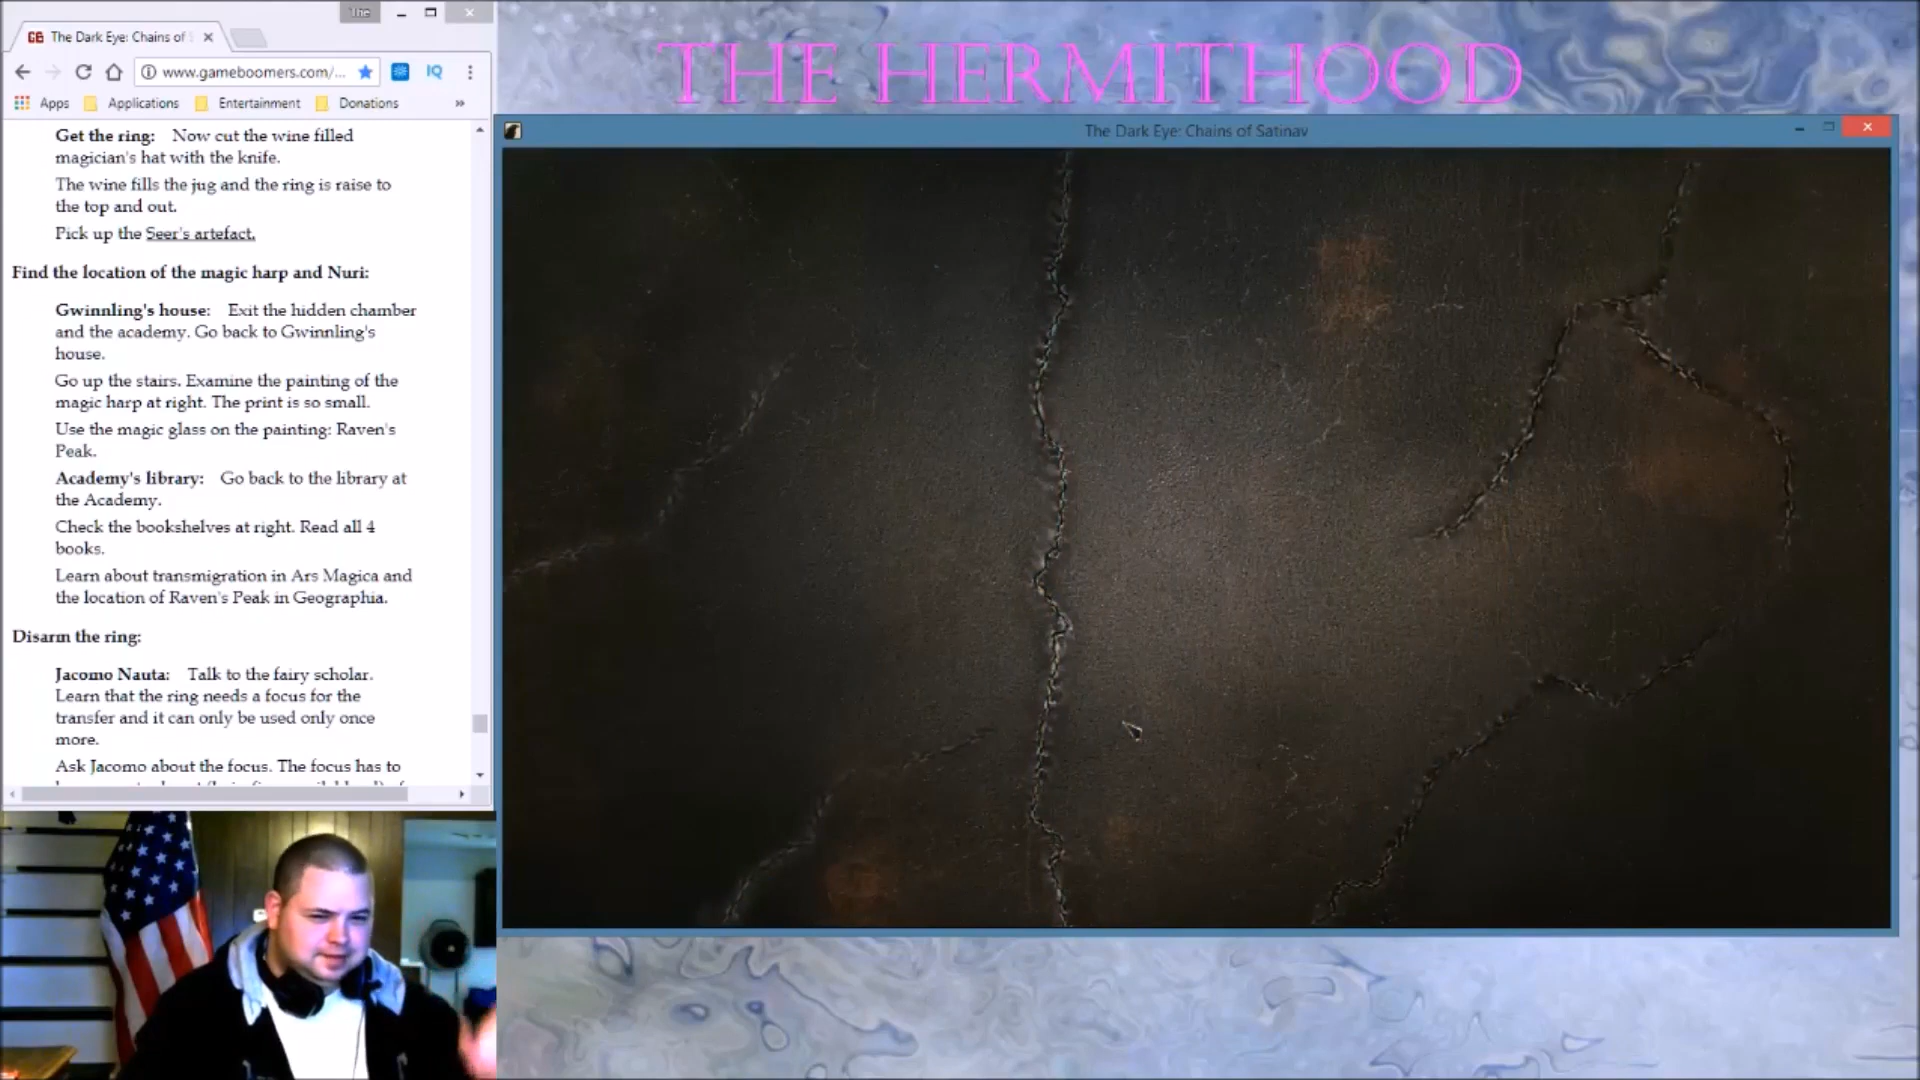 The
The Dark Eye: Chains of
www.gameboomers.com/...
IQ
Apps
Applications
Entertainment
Donations
»
Get the ring: Now cut the wine filled
magician's hat with the knife.
The wine fills the jug and the ring is raise to
the top and out.
Pick up the Seer's artefact.
Find the location of the magic harp and Nuri:
Gwinnling's house: Exit the hidden chamber
and the academy. Go back to Gwinnling's
house.
Go up the stairs. Examine the painting of the
magic harp at right. The print is so small.
Use the magic glass on the painting: Raven's
Peak.
Academy's library: Go back to the library at
the Academy.
Check the bookshelves at right. Read all 4
books.
Learn about transmigration in Ars Magica and
the location of Raven's Peak in Geographia.
Disarm the ring:
Jacomo Nauta: Talk to the fairy scholar.
Learn that the ring needs a focus for the
transfer and it can only be used only once
more.
Ask Jacomo about the focus. The focus has to
THE HERMITHOOD
The Dark Eye: Chains of Satinav